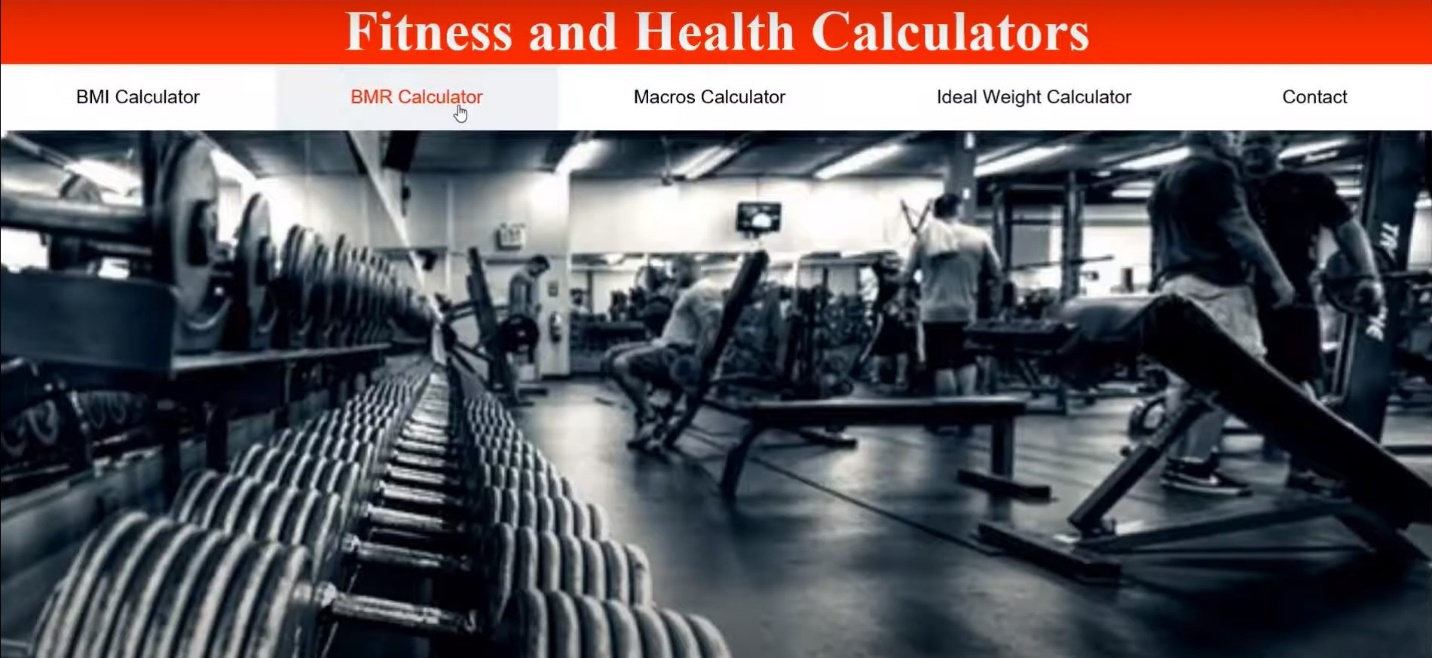 Fitness and Health Calculators
BMI Calculator
BMR Calculator
Macros Calculator
Ideal Weight Calculator
Contact